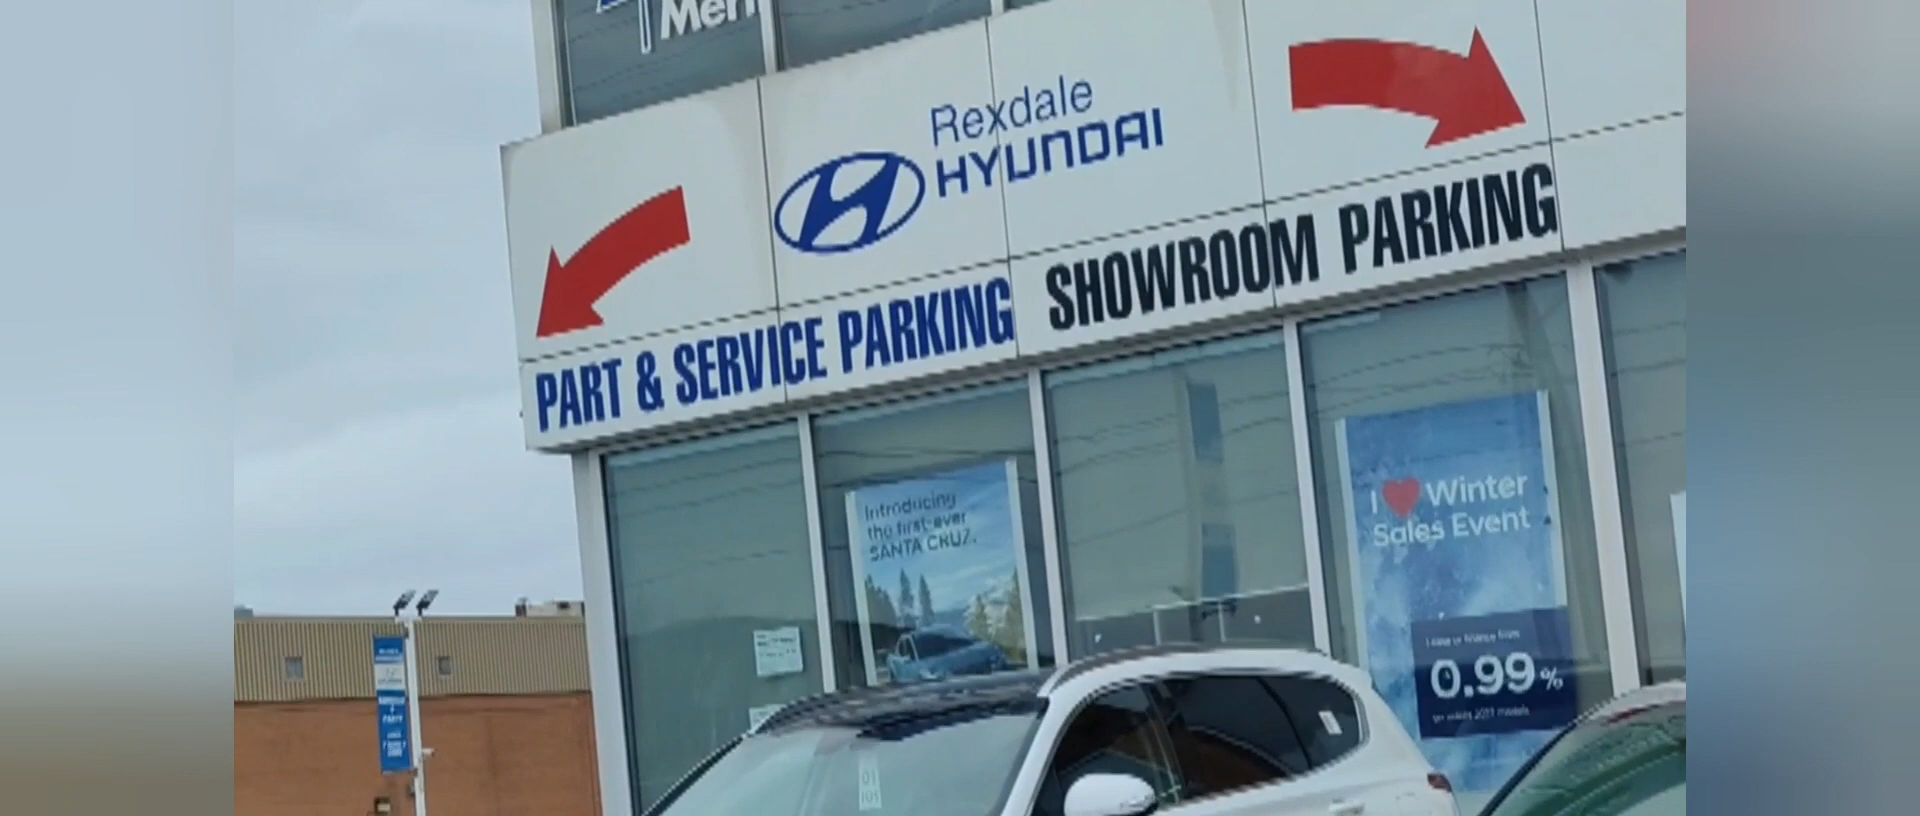 Rexdale
HYUNDAI
PART & SERVICE PARKING
SHOWROOM PARKING
Introducing
the first-ever
SANTA CRUZ.
I ❤ Winter
Sales Event
0.99%